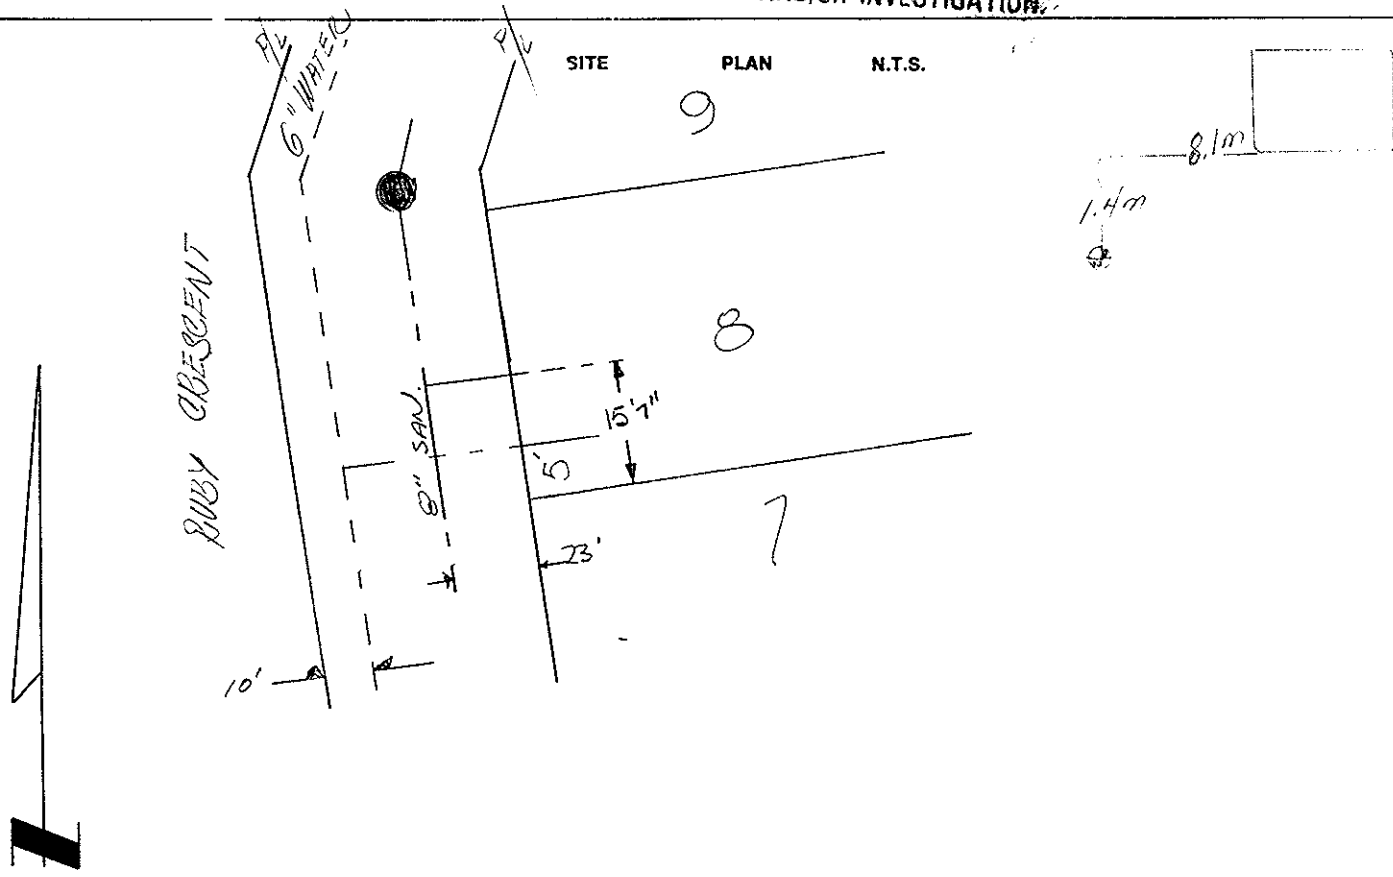 INVESTIGATION.
SITE PLAN N.T.S.
P/L
6" WATER
P/L
9
8.1m
1.4m
RUBY CRESCENT
8
15'7"
8" SAN.
5'
7
23'
10'